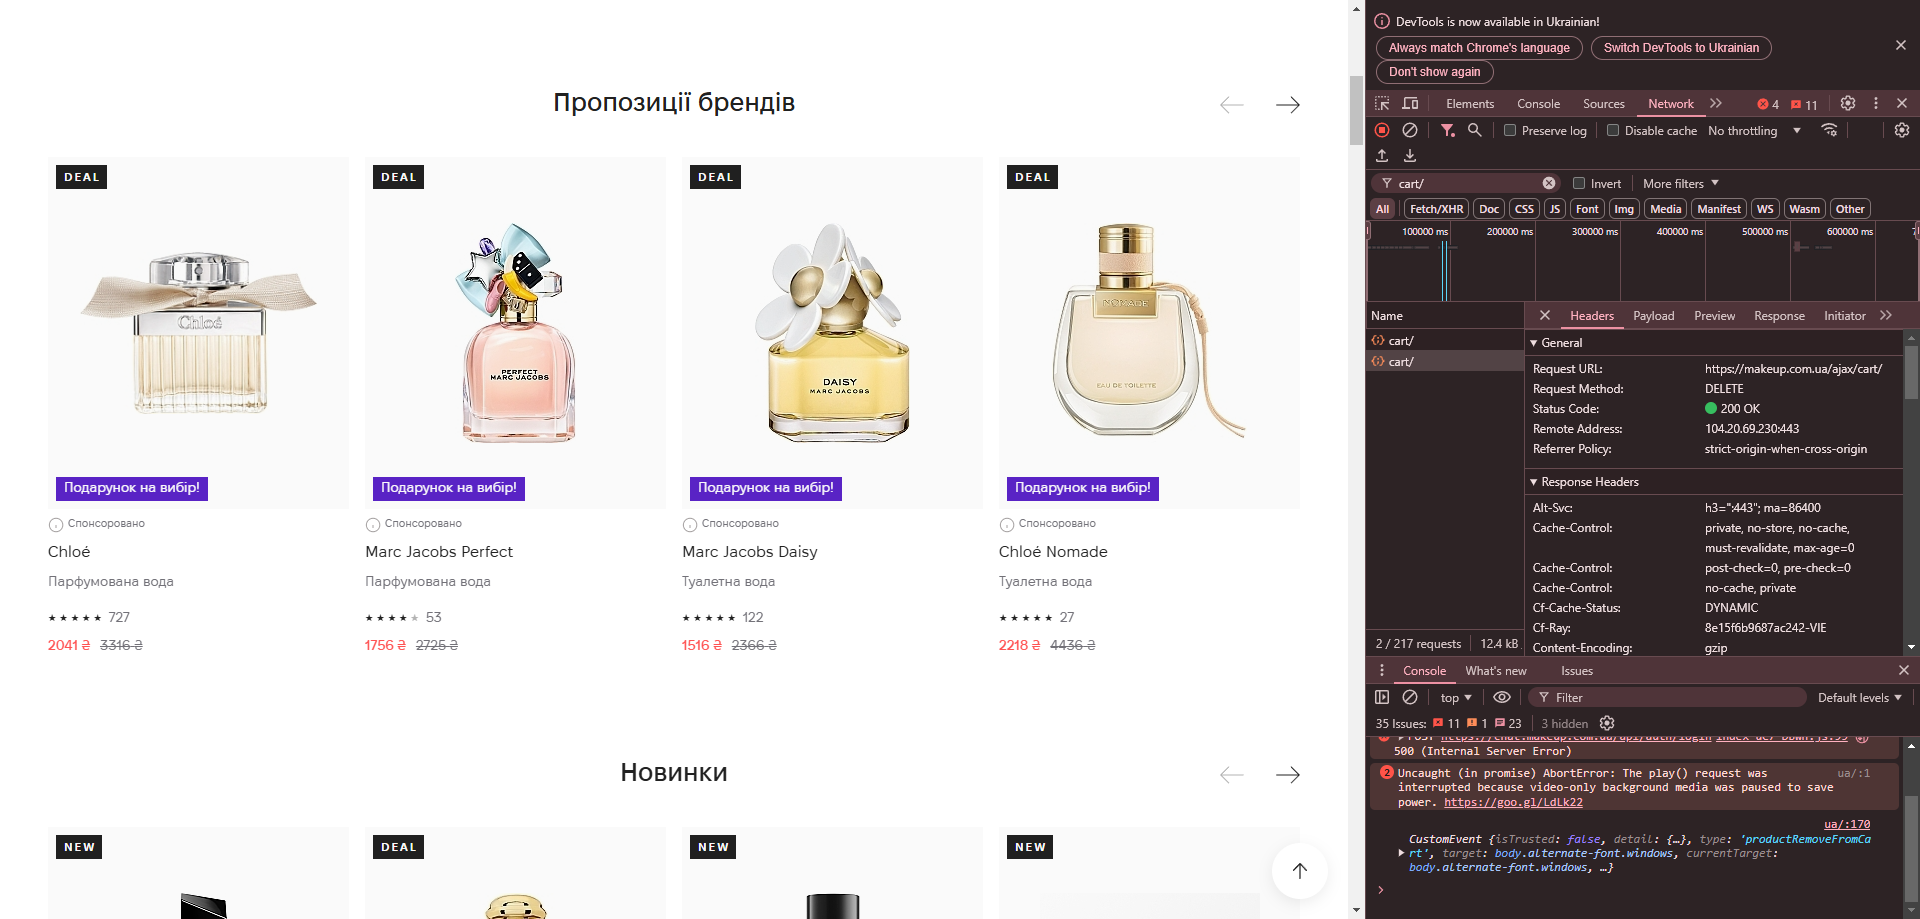 Пропозиції брендів
DEAL
DEAL
DEAL
DEAL
Chloé
PERFECT
MARC JACOBS
DAISY
MARC JACOBS
NOMADE
EAU DE TOILETTE
Подарунок на вибір!
Подарунок на вибір!
Подарунок на вибір!
Подарунок на вибір!
Спонсоровано
Спонсоровано
Спонсоровано
Спонсоровано
Chloé
Marc Jacobs Perfect
Marc Jacobs Daisy
Chloé Nomade
Парфумована вода
Парфумована вода
Туалетна вода
Туалетна вода
★★★★★ 727
★★★★★ 53
★★★★★ 122
★★★★★ 27
2041 ₴ 3316 ₴
1756 ₴ 2725 ₴
1516 ₴ 2366 ₴
2218 ₴ 4436 ₴
Новинки
NEW
DEAL
NEW
NEW
DevTools is now available in Ukrainian!
Always match Chrome's language
Switch DevTools to Ukrainian
Don't show again
Elements Console Sources Network 4 11
Preserve log Disable cache No throttling
cart/ Invert More filters
All Fetch/XHR Doc CSS JS Font Img Media Manifest WS Wasm Other
100000 ms 200000 ms 300000 ms 400000 ms 500000 ms 600000 ms
Name
cart/
cart/
2 / 217 requests 12.4 kB
Headers Payload Preview Response Initiator
General
Request URL: https://makeup.com.ua/ajax/cart/
Request Method: DELETE
Status Code: 200 OK
Remote Address: 104.20.69.230:443
Referrer Policy: strict-origin-when-cross-origin
Response Headers
Alt-Svc: h3=":443"; ma=86400
Cache-Control: private, no-store, no-cache,
must-revalidate, max-age=0
Cache-Control: post-check=0, pre-check=0
Cache-Control: no-cache, private
Cf-Cache-Status: DYNAMIC
Cf-Ray: 8e15f6b9687ac242-VIE
Content-Encoding: gzip
Console What's new Issues
top Filter Default levels
35 Issues: 11 1 23 3 hidden
500 (Internal Server Error)
2 Uncaught (in promise) AbortError: The play() request was ua/:1
interrupted because video-only background media was paused to save
power. https://goo.gl/LdLk22
ua/:170
CustomEvent {isTrusted: false, detail: {…}, type: 'productRemoveFromCa
rt', target: body.alternate-font.windows, currentTarget:
body.alternate-font.windows, …}